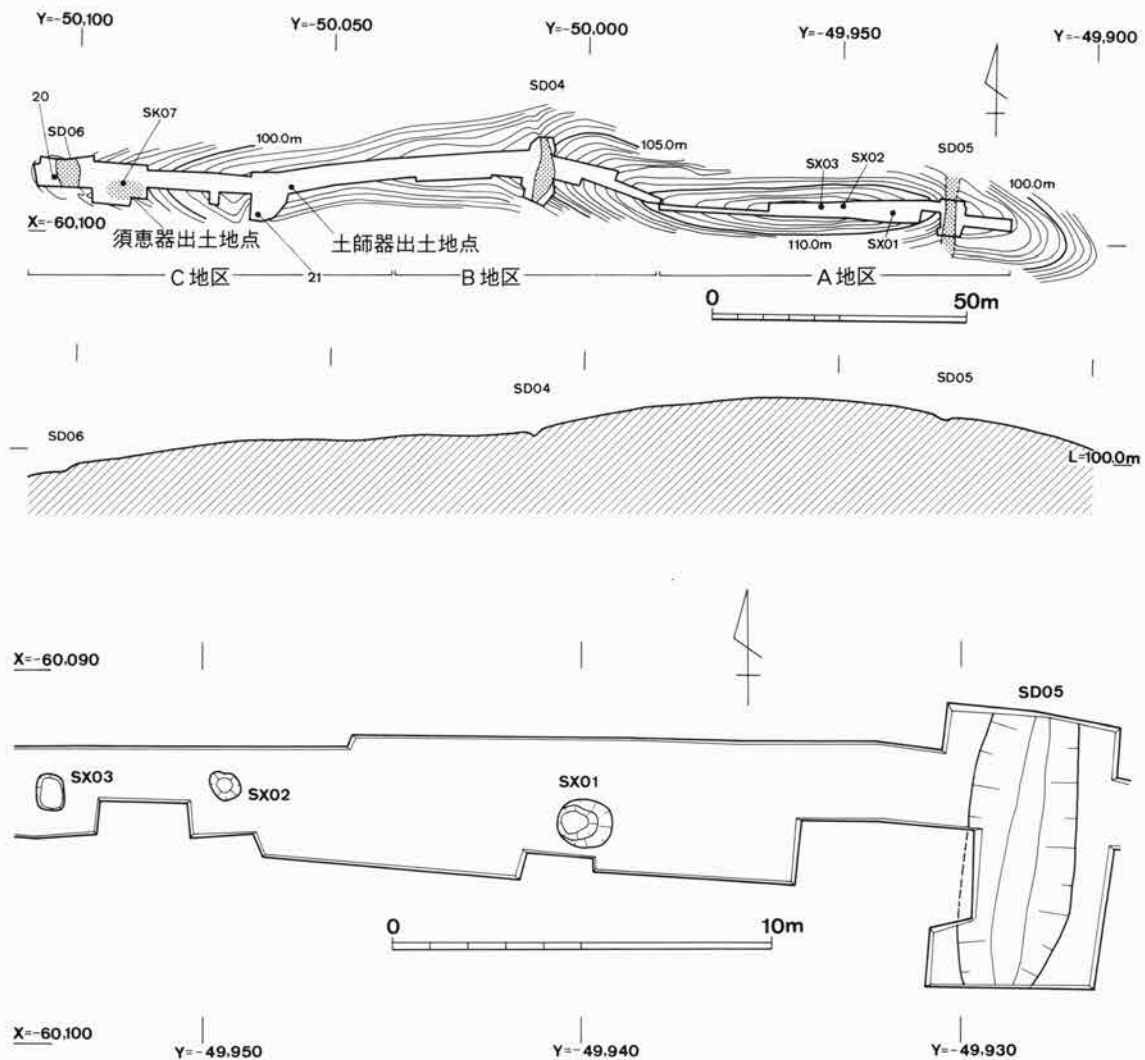 Y=-50,100
Y=-50,050
Y=-50,000
Y=-49,950
Y=-49,900
SD04
20
SD06
SK07
100.0m
105.0m
SX03
SX02
SD05
100.0m
X=-60,100
須恵器出土地点
土師器出土地点
110.0m
SX01
C地区
21
B地区
A地区
0
50m
SD04
SD05
SD06
L=100.0m
X=-60,090
SD05
SX03
SX02
SX01
0
10m
X=-60,100
Y=-49,950
Y=-49,940
Y=-49,930